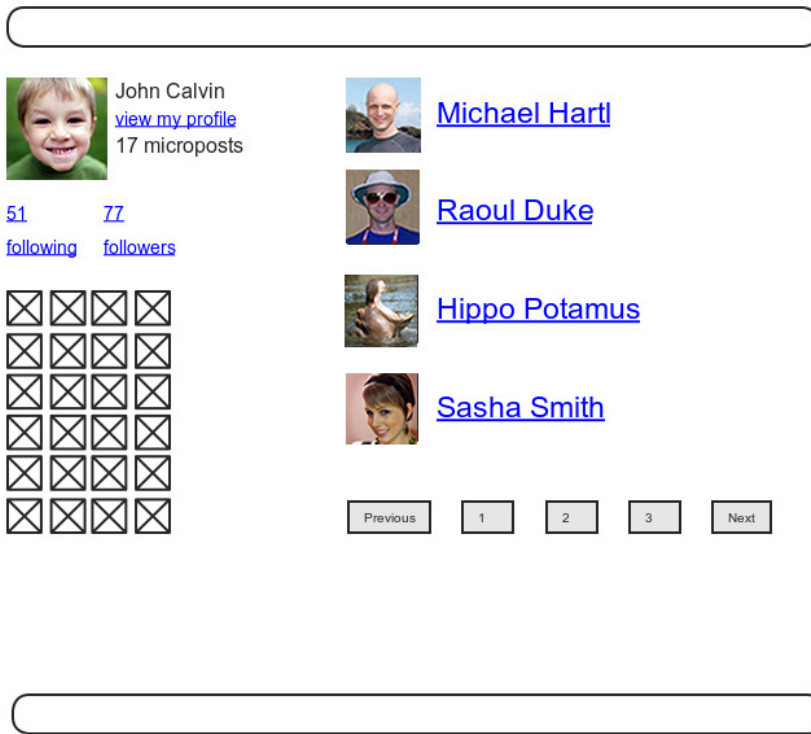 John Calvin
view my profile
17 microposts
51 77
following followers
Michael Hartl
Raoul Duke
Hippo Potamus
Sasha Smith
Previous 1 2 3 Next